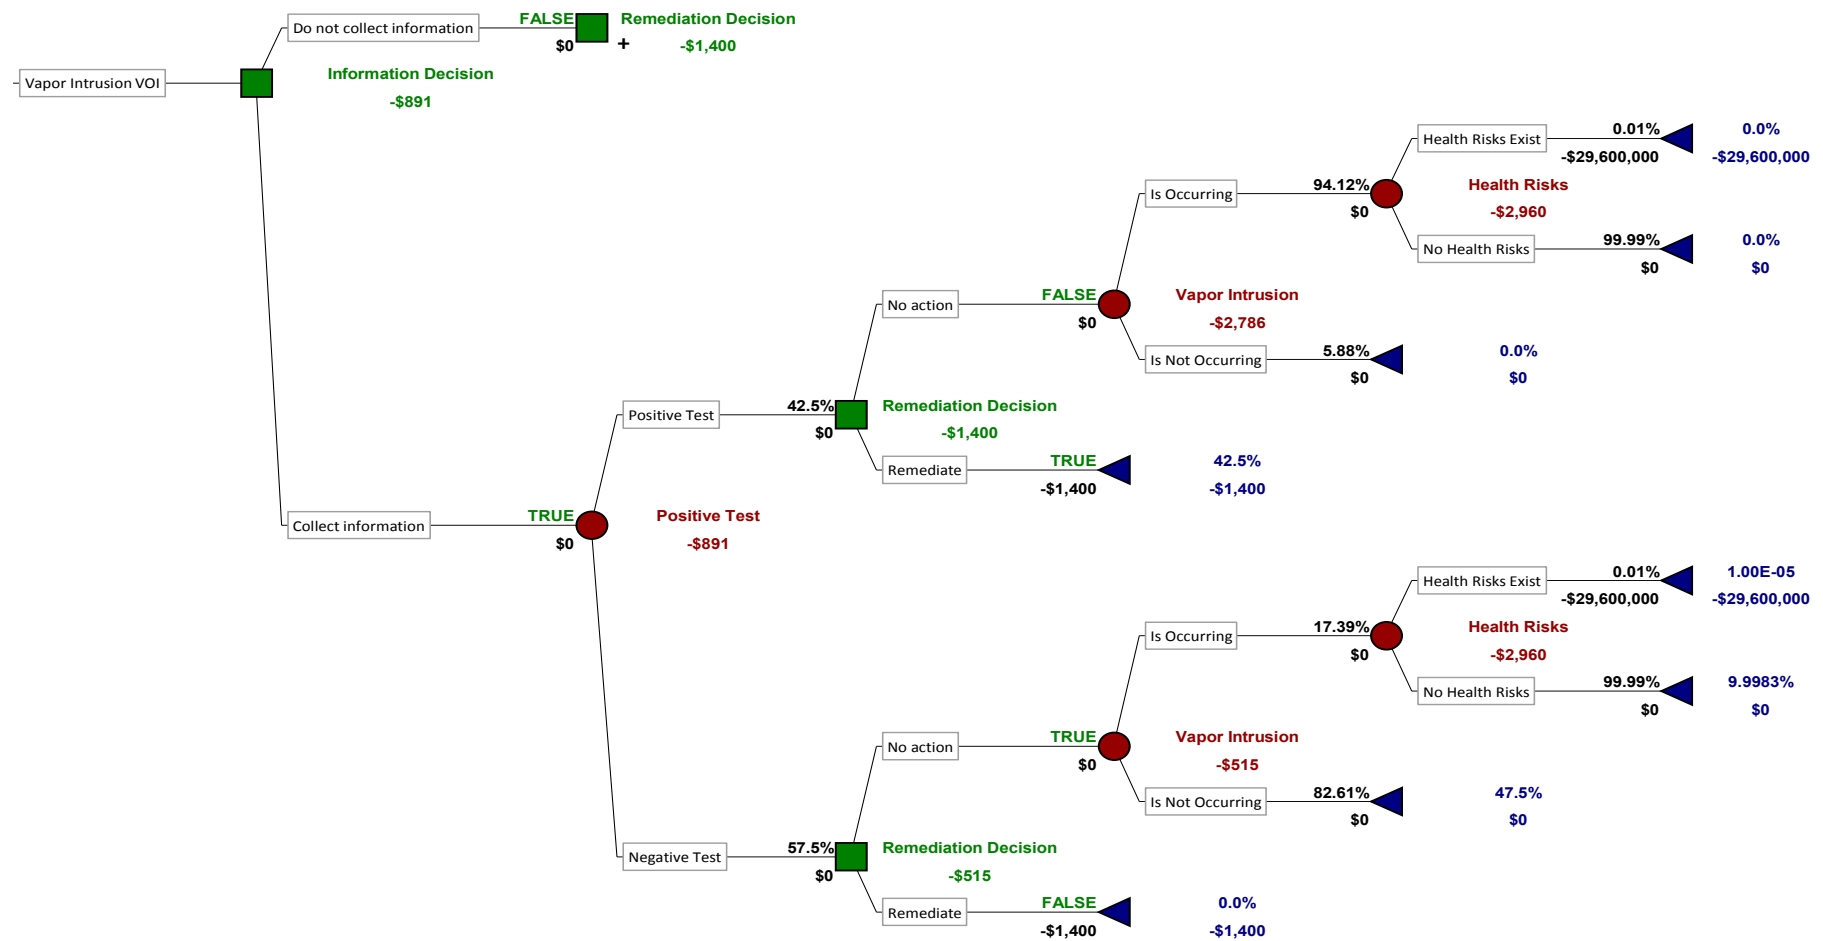 Do not collect information
FALSE
$0
+
Remediation Decision
-$1,400
Vapor Intrusion VOI
Information Decision
-$891
Health Risks Exist
0.01%
-$29,600,000
0.0%
-$29,600,000
Is Occurring
94.12%
$0
Health Risks
-$2,960
No Health Risks
99.99%
$0
0.0%
$0
No action
FALSE
$0
Vapor Intrusion
-$2,786
Is Not Occurring
5.88%
$0
0.0%
$0
Positive Test
42.5%
$0
Remediation Decision
-$1,400
Remediate
TRUE
-$1,400
42.5%
-$1,400
Collect information
TRUE
$0
Positive Test
-$891
Health Risks Exist
0.01%
-$29,600,000
1.00E-05
-$29,600,000
Is Occurring
17.39%
$0
Health Risks
-$2,960
No Health Risks
99.99%
$0
9.9983%
$0
No action
TRUE
$0
Vapor Intrusion
-$515
Is Not Occurring
82.61%
$0
47.5%
$0
Negative Test
57.5%
$0
Remediation Decision
-$515
Remediate
FALSE
-$1,400
0.0%
-$1,400